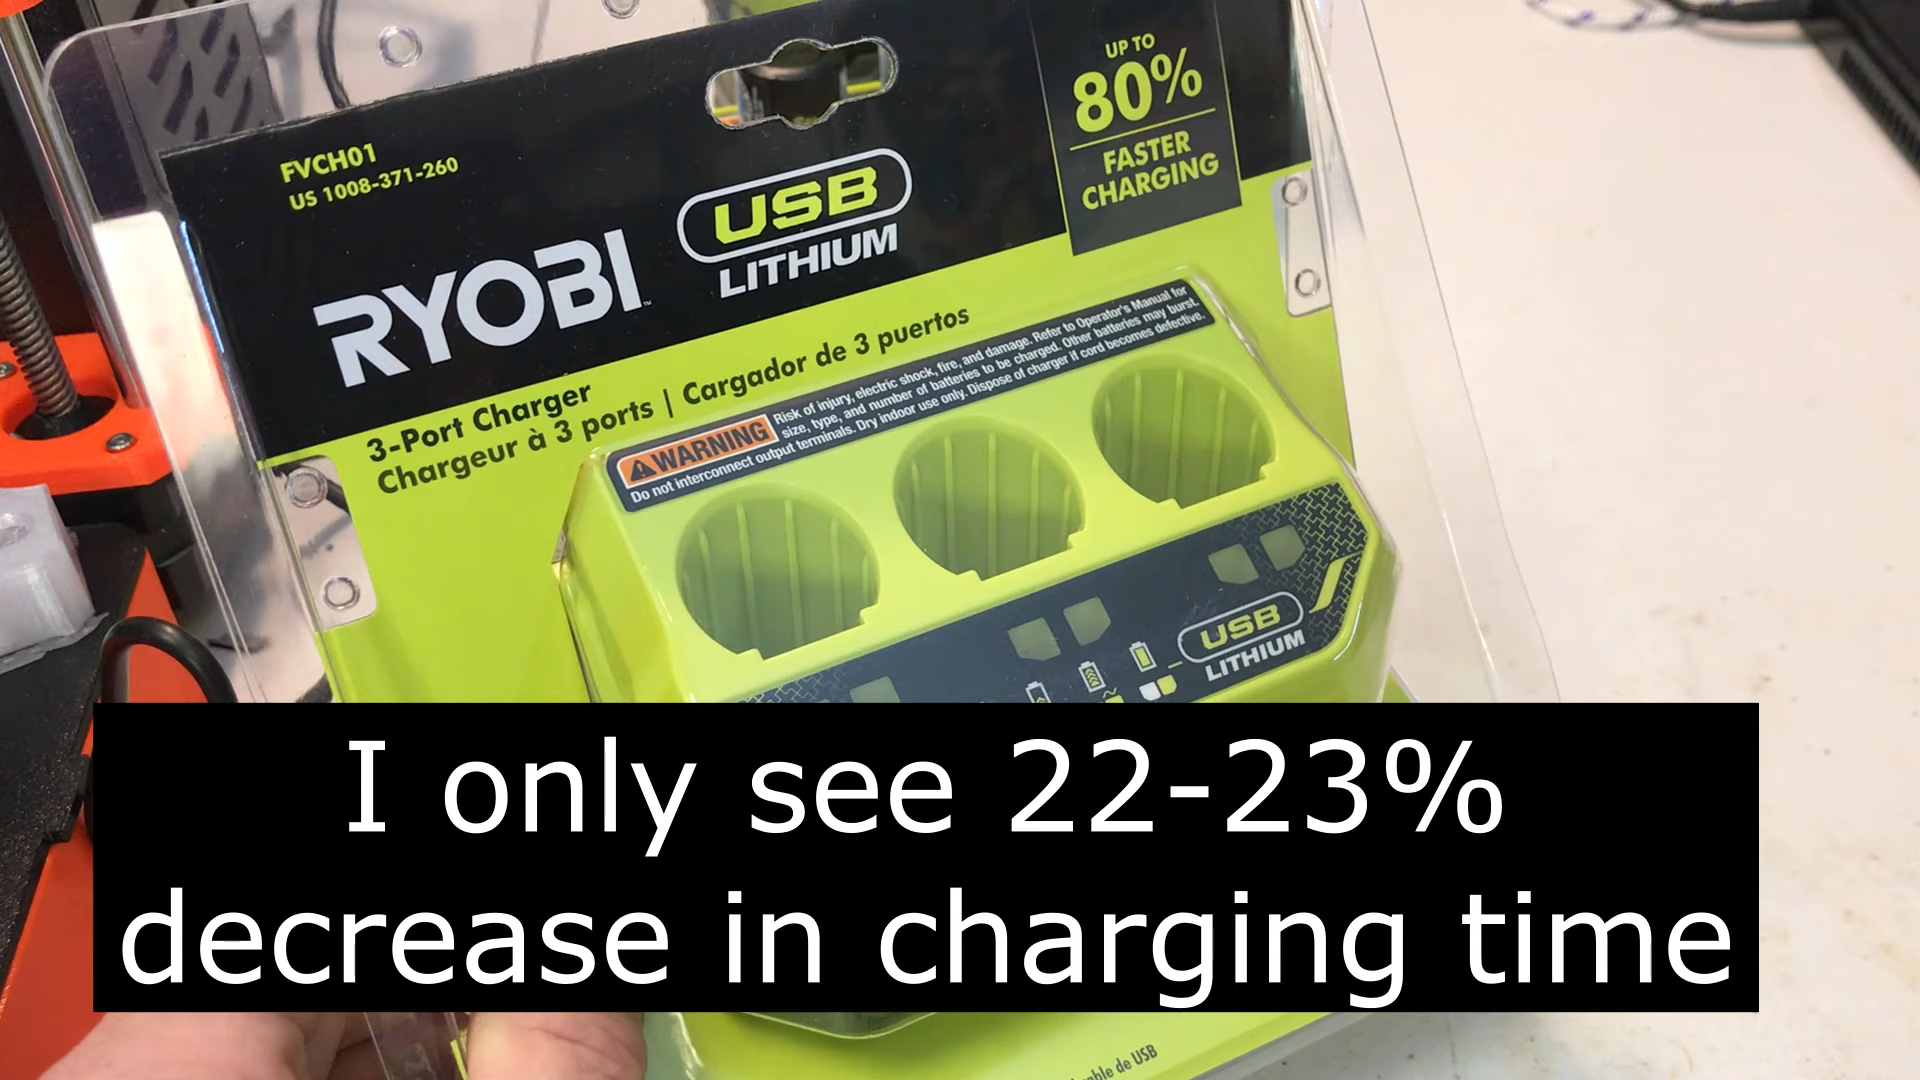 FVCH01
US 1008-371-260
RYOBI
USB
LITHIUM
UP TO
80%
FASTER
CHARGING
3-Port Charger
Chargeur à 3 ports | Cargador de 3 puertos
WARNING Risk of injury, electric shock, fire, and damage. Refer to Operator's Manual for
size, type, and number of batteries to be charged. Other batteries may burst.
Do not interconnect output terminals. Dry indoor use only. Dispose of charger if cord becomes defective.
USB
LITHIUM
I only see 22-23%
decrease in charging time
de USB